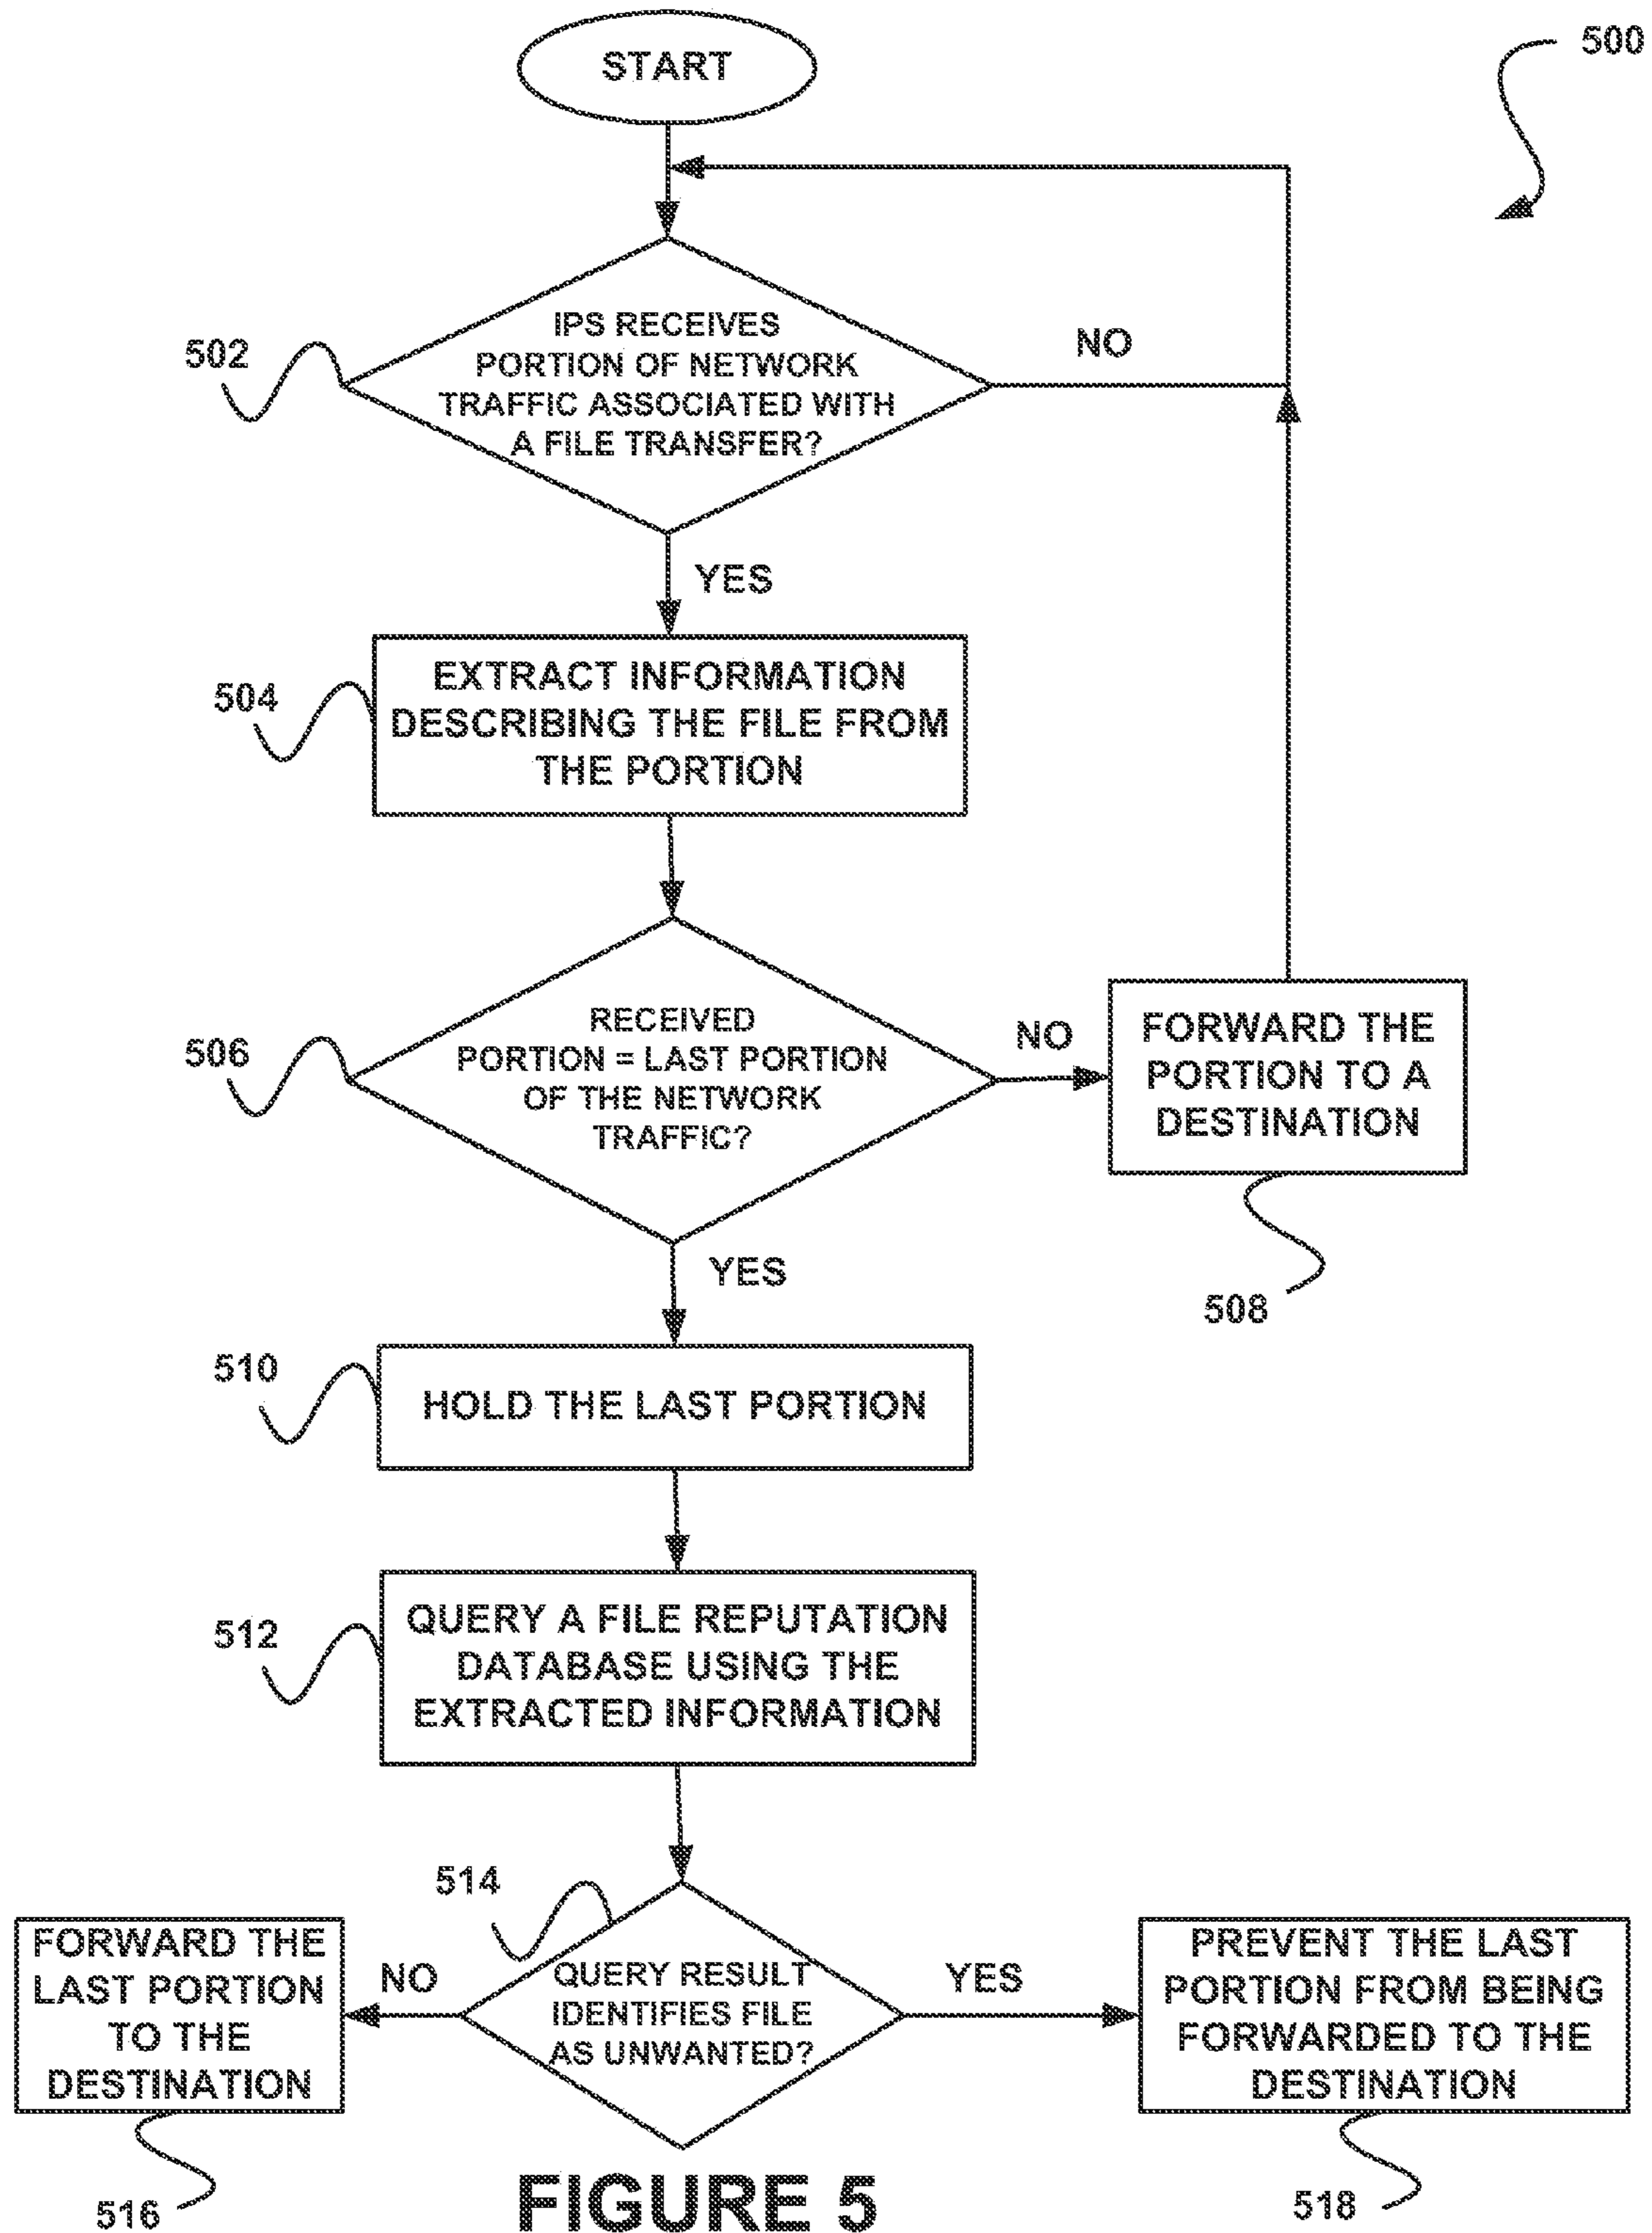 START
500
IPS RECEIVES
PORTION OF NETWORK
TRAFFIC ASSOCIATED WITH
A FILE TRANSFER?
502
NO
YES
EXTRACT INFORMATION
DESCRIBING THE FILE FROM
THE PORTION
504
RECEIVED
PORTION = LAST PORTION
OF THE NETWORK
TRAFFIC?
506
NO
FORWARD THE
PORTION TO A
DESTINATION
508
YES
HOLD THE LAST PORTION
510
QUERY A FILE REPUTATION
DATABASE USING THE
EXTRACTED INFORMATION
512
514
QUERY RESULT
IDENTIFIES FILE
AS UNWANTED?
NO
FORWARD THE
LAST PORTION
TO THE
DESTINATION
516
YES
PREVENT THE LAST
PORTION FROM BEING
FORWARDED TO THE
DESTINATION
518
FIGURE 5